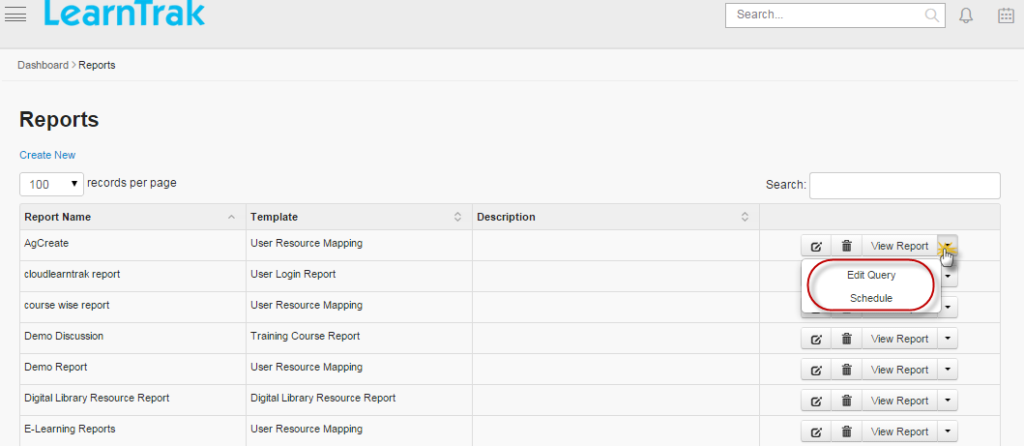 LearnTrak
Search...
Dashboard > Reports
Reports
Create New
100 records per page
Search:
Report Name Template Description
AgCreate User Resource Mapping View Report
Edit Query
Schedule
cloudlearntrak report User Login Report
course wise report User Resource Mapping
Demo Discussion Training Course Report View Report
Demo Report User Resource Mapping View Report
Digital Library Resource Report Digital Library Resource Report View Report
E-Learning Reports User Resource Mapping View Report